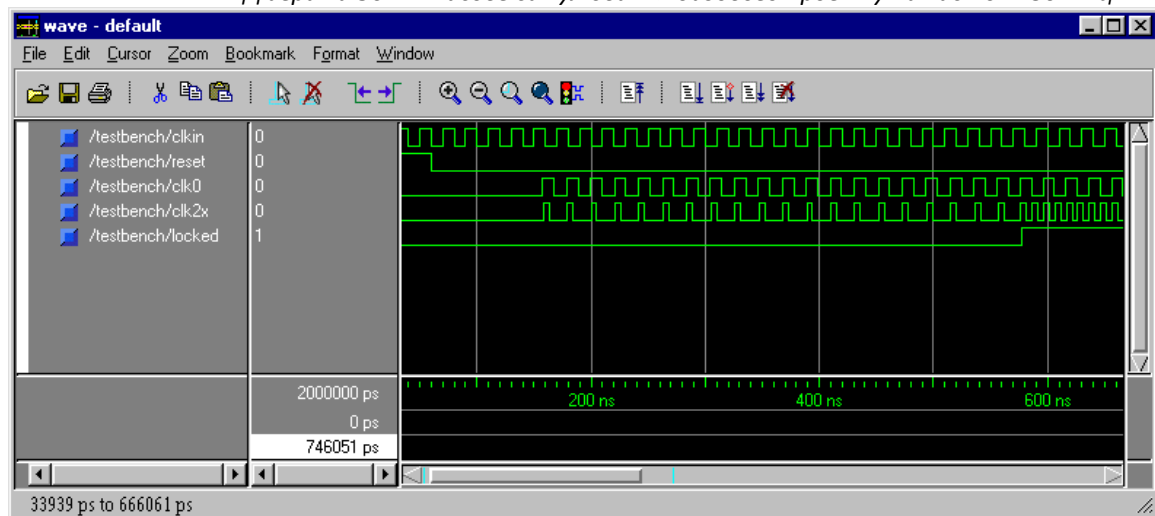 wave - default
File Edit Cursor Zoom Bookmark Format Window
/testbench/clkin 0
/testbench/reset 0
/testbench/clk0 0
/testbench/clk2x 0
/testbench/locked 1
2000000 ps
200 ns 400 ns 600 ns
0 ps
746051 ps
33939 ps to 666061 ps